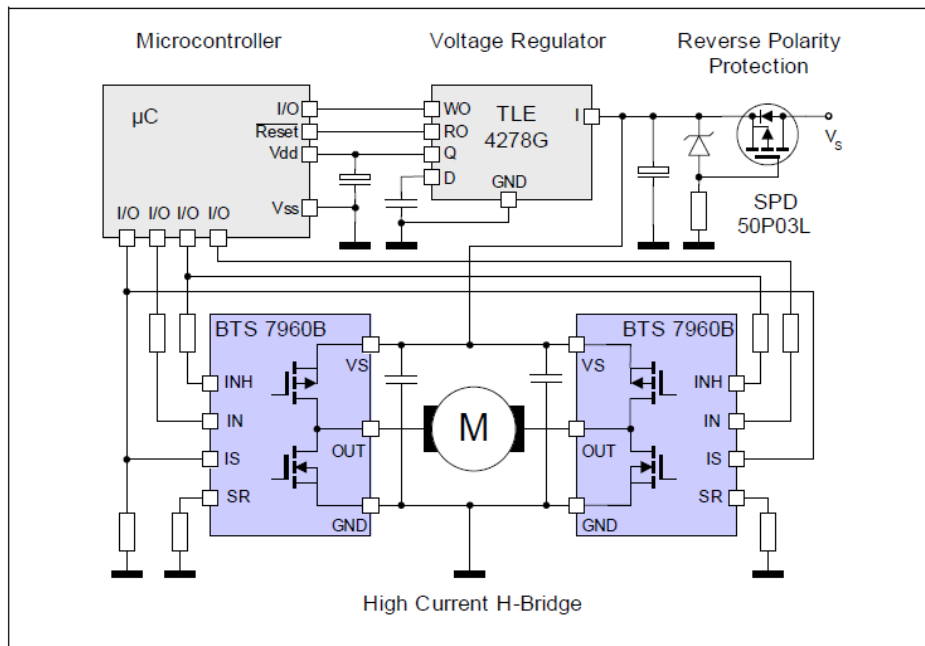 Microcontroller
Voltage Regulator
Reverse Polarity
Protection
µC
I/O
Reset
Vdd
Vss
I/O I/O I/O I/O
WO
RO
Q
D
TLE
4278G
I
GND
V_S
SPD
50P03L
BTS 7960B
VS
INH
IN
IS
SR
OUT
GND
M
BTS 7960B
VS
INH
IN
IS
SR
OUT
GND
High Current H-Bridge